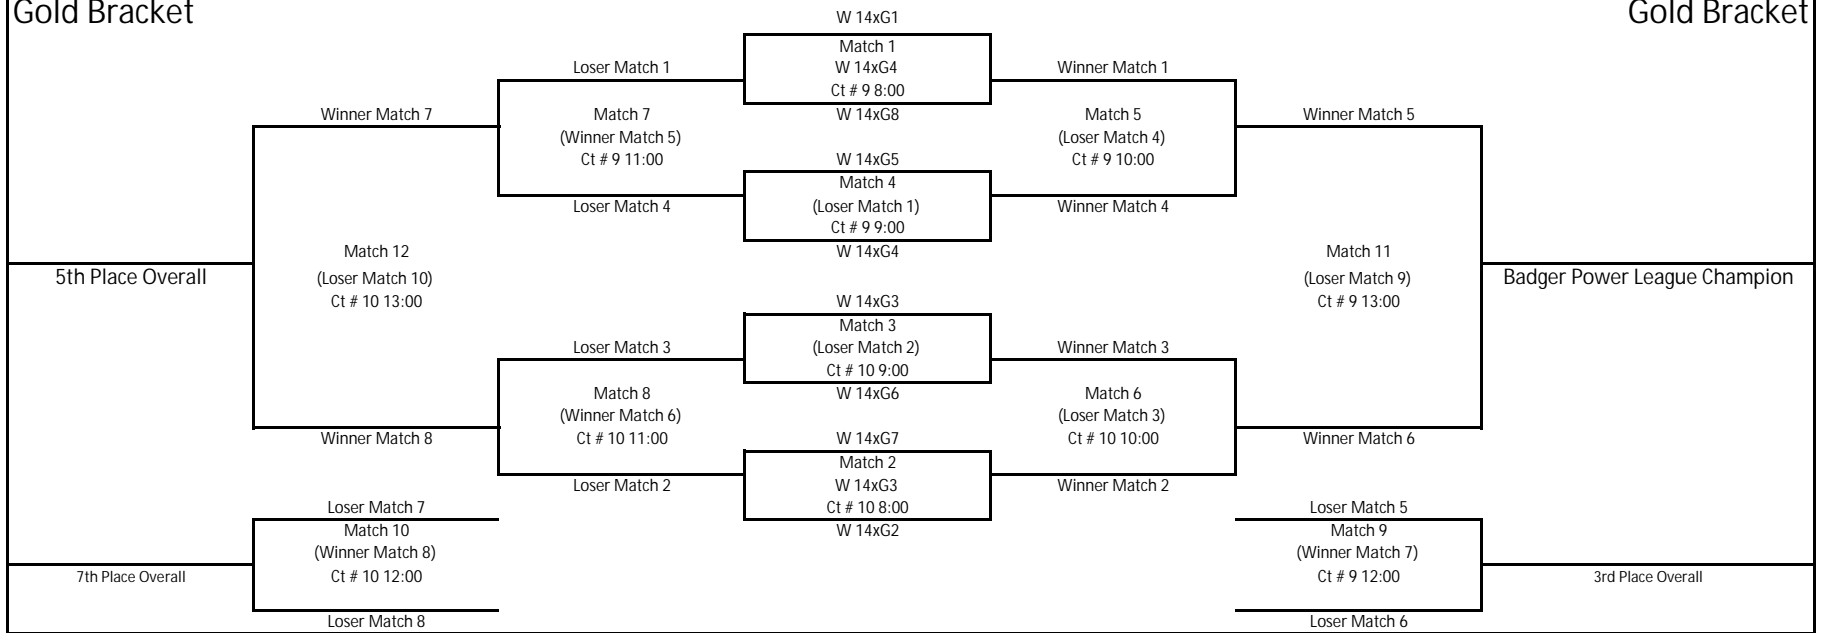 Gold Bracket
Gold Bracket
W 14xG1
Match 1
W 14xG4
Ct # 9 8:00
W 14xG8
Loser Match 1
Winner Match 1
Winner Match 7
Match 7
(Winner Match 5)
Ct # 9 11:00
Match 5
(Loser Match 4)
Ct # 9 10:00
Winner Match 5
W 14xG5
Match 4
(Loser Match 1)
Ct # 9 9:00
W 14xG4
Loser Match 4
Winner Match 4
Match 12
(Loser Match 10)
Ct # 10 13:00
Match 11
(Loser Match 9)
Ct # 9 13:00
5th Place Overall
Badger Power League Champion
W 14xG3
Match 3
(Loser Match 2)
Ct # 10 9:00
W 14xG6
Loser Match 3
Winner Match 3
Match 8
(Winner Match 6)
Ct # 10 11:00
Match 6
(Loser Match 3)
Ct # 10 10:00
Winner Match 8
Winner Match 6
W 14xG7
Match 2
W 14xG3
Ct # 10 8:00
W 14xG2
Loser Match 2
Winner Match 2
Loser Match 7
Match 10
(Winner Match 8)
Ct # 10 12:00
Loser Match 8
7th Place Overall
Loser Match 5
Match 9
(Winner Match 7)
Ct # 9 12:00
Loser Match 6
3rd Place Overall